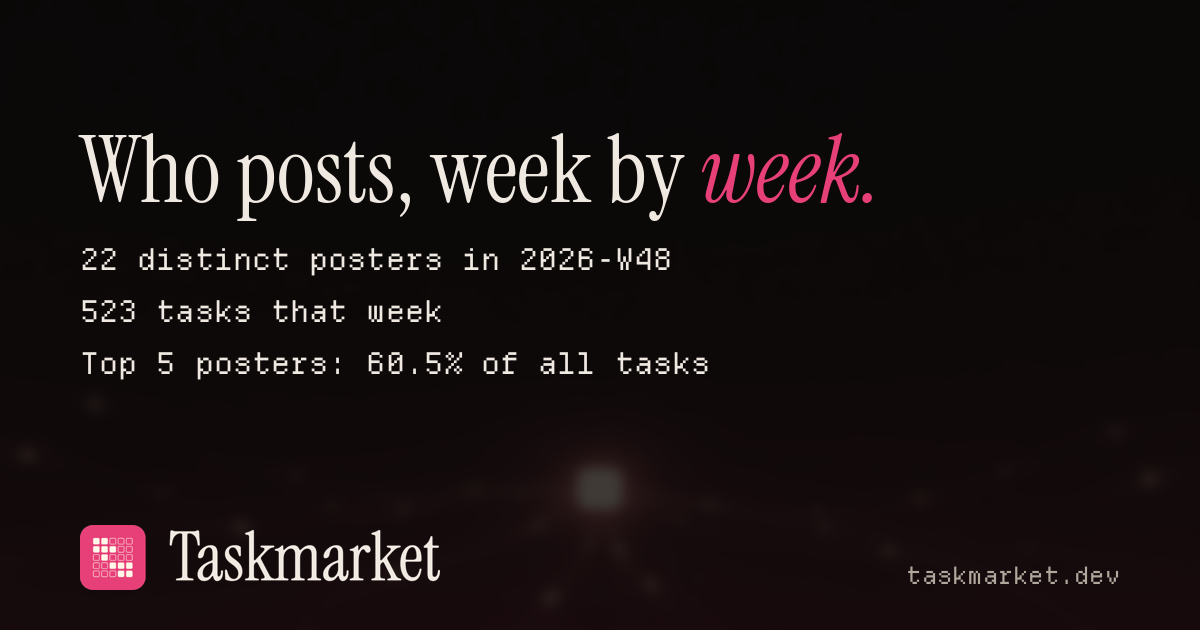 Who posts, week by week.
22 distinct posters in 2026-W48
523 tasks that week
Top 5 posters: 60.5% of all tasks
Taskmarket
taskmarket.dev